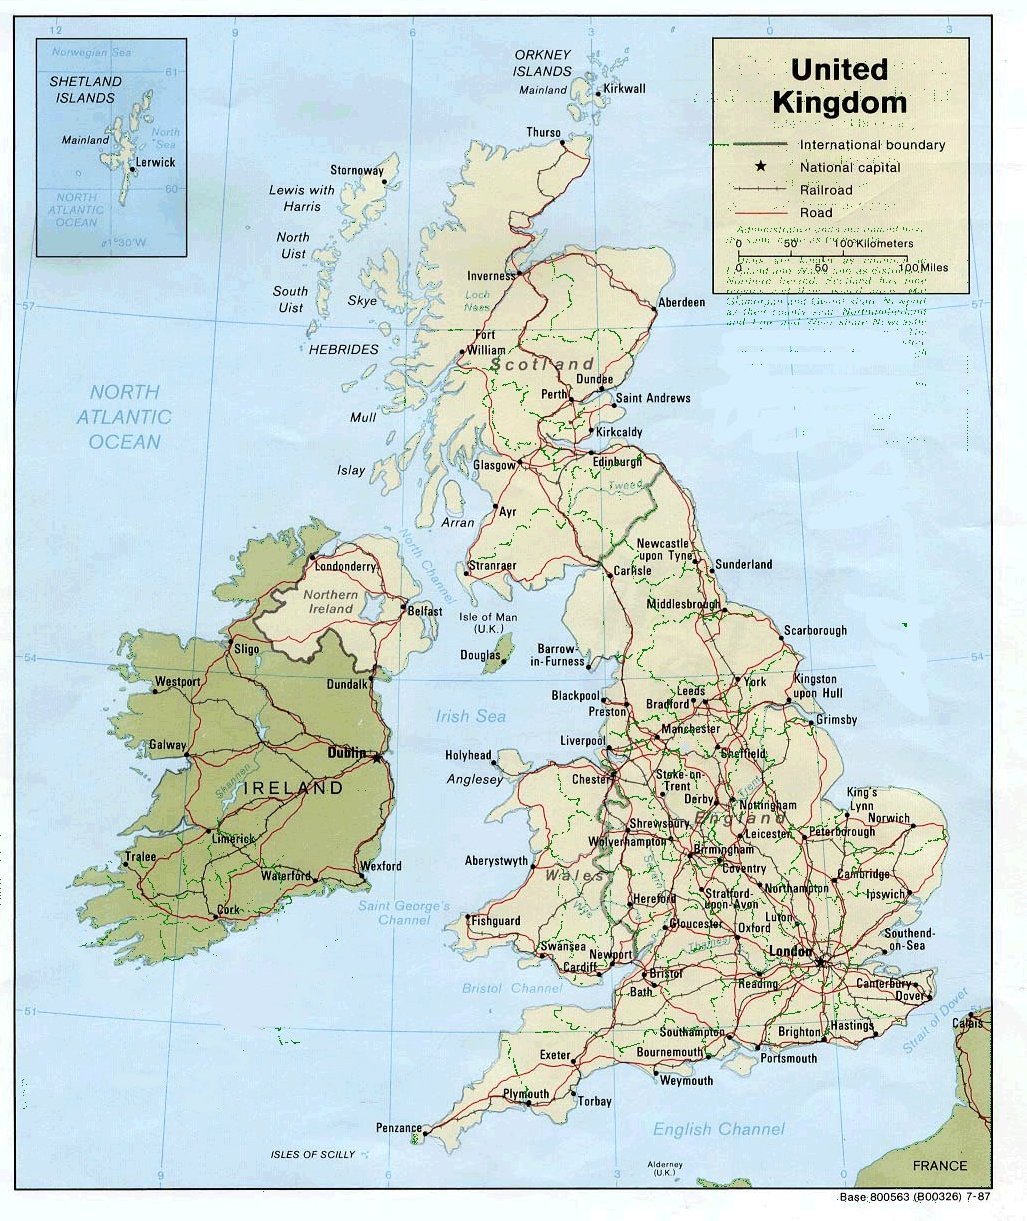 12
9
6
3
0
3
Norwegian Sea
61
SHETLAND
ISLANDS
Mainland
North
Sea
Lerwick
60
NORTH
ATLANTIC
OCEAN
1°30'W
ORKNEY
ISLANDS
Mainland
Kirkwall
United
Kingdom
International boundary
National capital
Railroad
Road
0 50 100 Kilometers
0 50 100 Miles
Thurso
Stornoway
Lewis with
Harris
North
Uist
South
Uist
Skye
HEBRIDES
Inverness
Loch
Ness
Aberdeen
57
57
Fort
William
Scotland
Dundee
Perth
Saint Andrews
Kirkcaldy
Mull
Islay
Glasgow
Edinburgh
Tweed
Arran
Ayr
NORTH
ATLANTIC
OCEAN
North Channel
Stranraer
Newcastle
upon Tyne
Sunderland
Carlisle
Londonderry
Northern
Ireland
Belfast
Isle of Man
(U.K.)
Douglas
Middlesbrough
Scarborough
Barrow-
in-Furness
Sligo
54
54
Westport
Dundalk
Blackpool
Preston
Leeds
Bradford
York
Kingston
upon Hull
Grimsby
Irish Sea
Galway
Dublin
Shannon
IRELAND
Holyhead
Anglesey
Liverpool
Manchester
Sheffield
Chester
Stoke-on-
Trent
Trent
Derby
Nottingham
England
King's
Lynn
Norwich
Limerick
Tralee
Shrewsbury
Wolverhampton
Leicester
Peterborough
Birmingham
Coventry
Aberystwyth
Wales
Severn
Wye
Waterford
Wexford
Cork
Saint George's
Channel
Fishguard
Hereford
Stratford-
upon-Avon
Northampton
Cambridge
Ipswich
Gloucester
Luton
Oxford
Thames
London
Southend-
on-Sea
Swansea
Newport
Cardiff
Bristol
Bath
Reading
Canterbury
Dover
Bristol Channel
51
51
Strait of Dover
Calais
Southampton
Brighton
Hastings
Exeter
Bournemouth
Portsmouth
Weymouth
Plymouth
Torbay
Penzance
English Channel
ISLES OF SCILLY
Alderney
(U.K.)
FRANCE
9
6
3
0
Base 800563 (B00326) 7-87